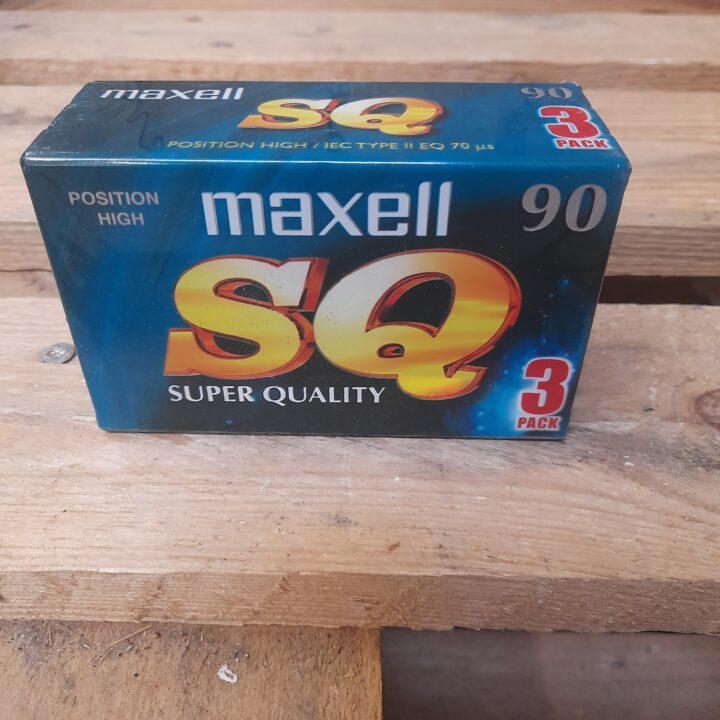 maxell SQ 90
POSITION HIGH / IEC TYPE II EQ 70 µs
3
PACK
POSITION
HIGH
maxell 90
SQ
SUPER QUALITY
3
PACK